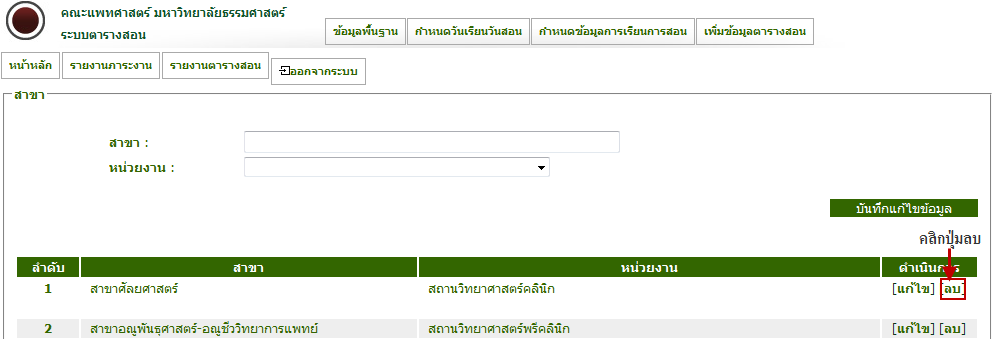 คณะแพทศาสตร์ มหาวิทยาลัยธรรมศาสตร์
ระบบตารางสอน
ข้อมูลพื้นฐาน กำหนดวันเรียนวันสอน กำหนดข้อมูลการเรียนการสอน เพิ่มข้อมูลตารางสอน
หน้าหลัก รายงานภาระงาน รายงานตารางสอน ออกจากระบบ
สาขา
สาขา :
หน่วยงาน :
บันทึกแก้ไขข้อมูล
คลิกปุ่มลบ
ลำดับ สาขา หน่วยงาน ดำเนินการ
1 สาขาศัลยศาสตร์ สถานวิทยาศาสตร์คลินิก [แก้ไข] [ลบ]
2 สาขาอณูพันธุศาสตร์-อณูชีววิทยาการแพทย์ สถานวิทยาศาสตร์พรีคลินิก [แก้ไข] [ลบ]